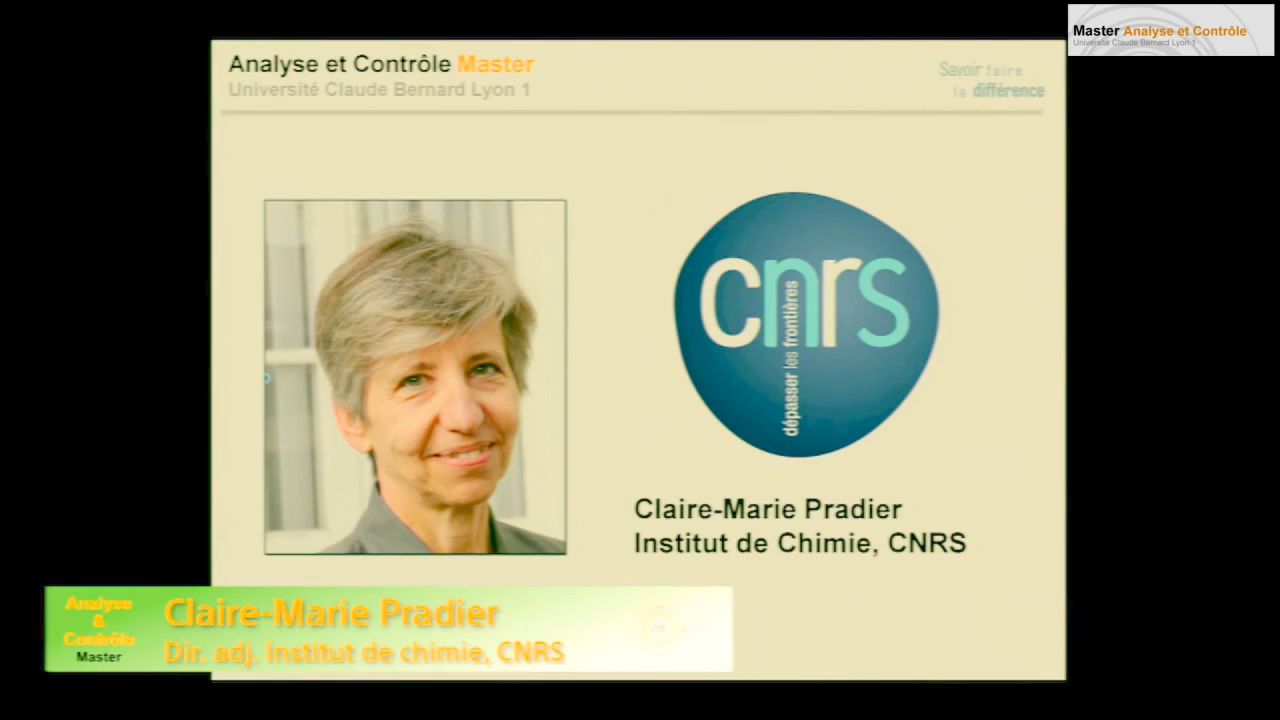 Master Analyse et Contrôle
Université Claude Bernard Lyon 1
Analyse et Contrôle Master
Université Claude Bernard Lyon 1
Savoir faire
la différence
cnrs
dépasser les frontières
Claire-Marie Pradier
Institut de Chimie, CNRS
Analyse
&
Contrôle
Master
Claire-Marie Pradier
Dir. adj. Institut de chimie, CNRS
Lyon